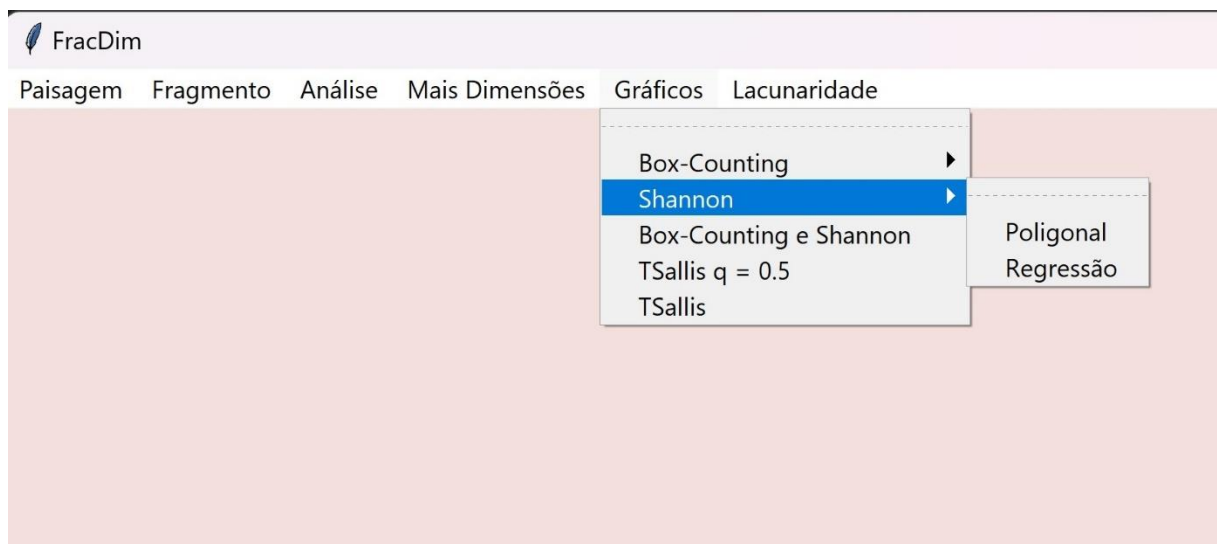 FracDim
Paisagem Fragmento Análise Mais Dimensões Gráficos Lacunaridade
Box-Counting
Shannon
Box-Counting e Shannon
TSallis q = 0.5
TSallis
Poligonal
Regressão